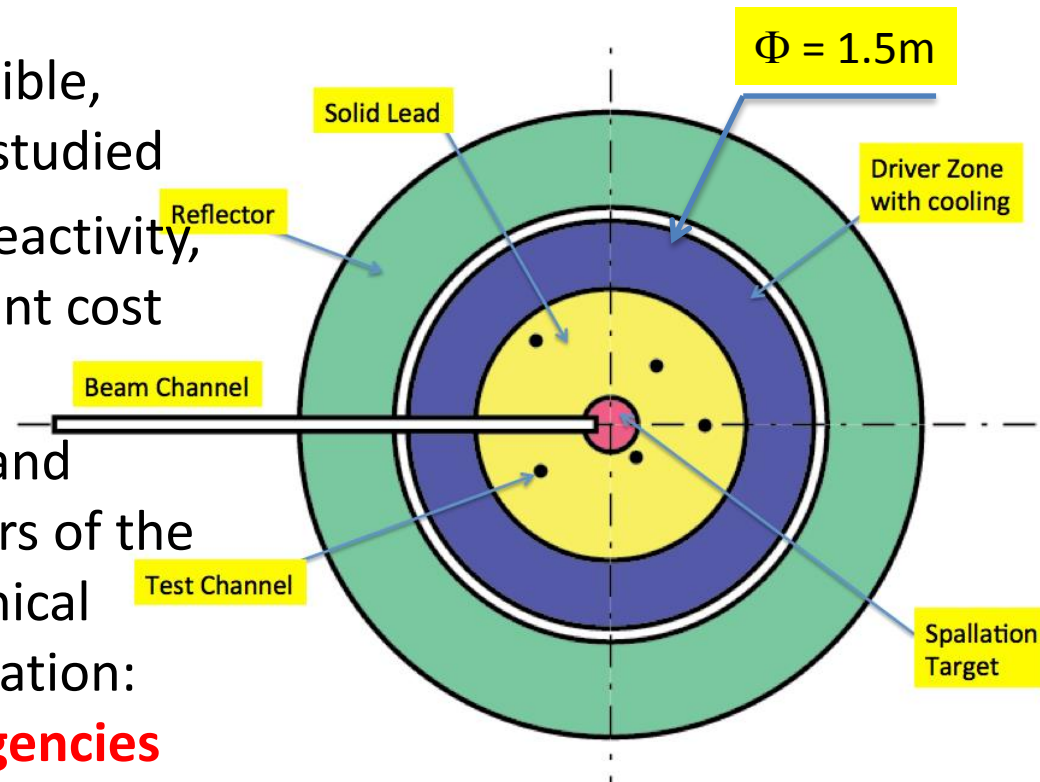 ible,
studied
eactivity,
nt cost
and
rs of the
nical
ation:
gencies
Φ = 1.5m
Solid Lead
Driver Zone
with cooling
Reflector
Beam Channel
Test Channel
Spallation
Target